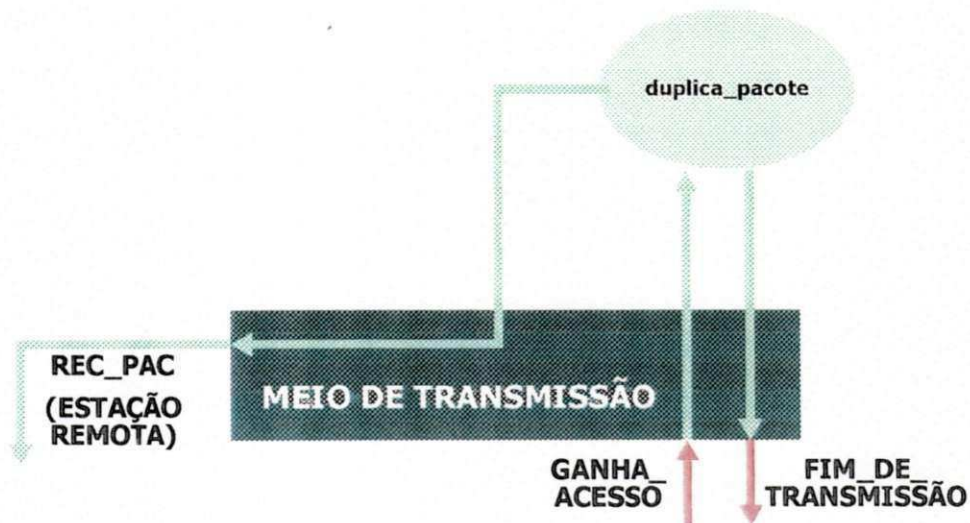 duplica_pacote
REC_PAC
(ESTAÇÃO
REMOTA)
MEIO DE TRANSMISSÃO
GANHA_
ACESSO
FIM_DE_
TRANSMISSÃO